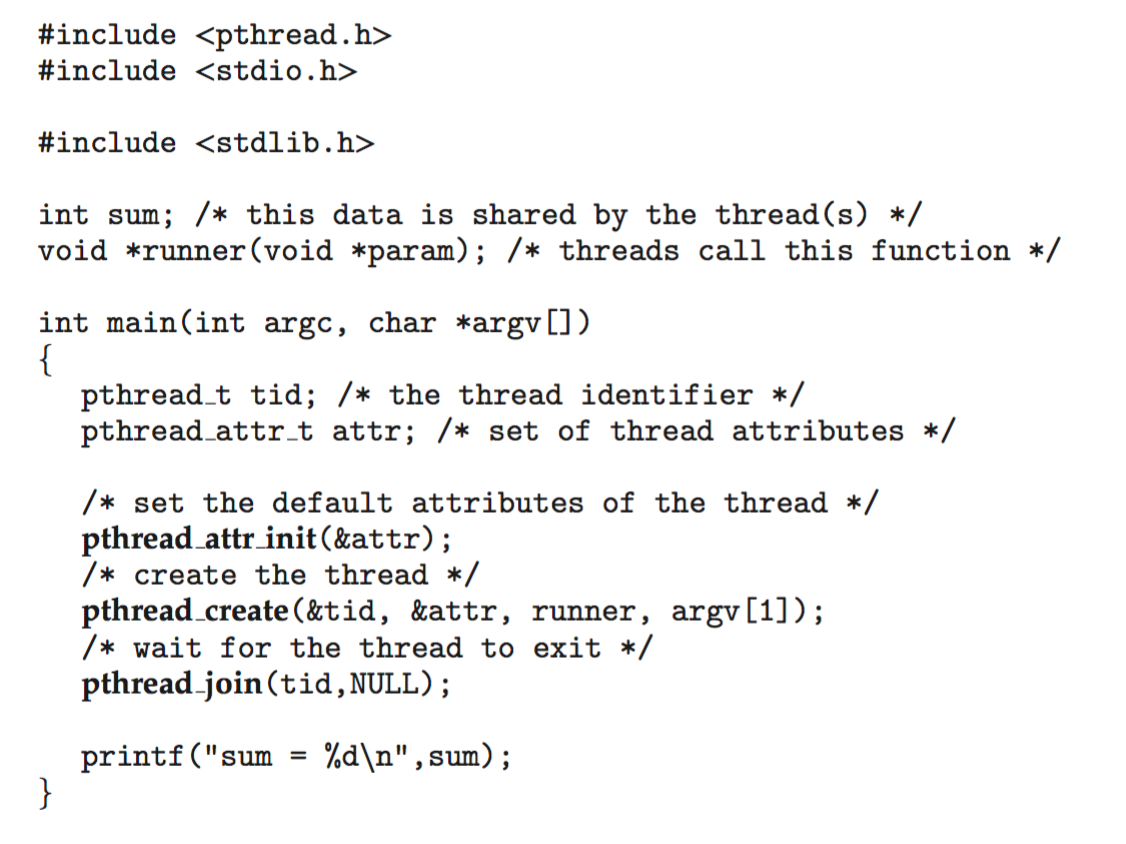 #include <pthread.h>
#include <stdio.h>
#include <stdlib.h>
int sum; /* this data is shared by the thread(s) */
void *runner(void *param); /* threads call this function */
int main(int argc, char *argv[])
{
pthread_t tid; /* the thread identifier */
pthread_attr_t attr; /* set of thread attributes */
/* set the default attributes of the thread */
pthread_attr_init(&attr);
/* create the thread */
pthread_create(&tid, &attr, runner, argv[1]);
/* wait for the thread to exit */
pthread_join(tid,NULL);
printf("sum = %d\n",sum);
}